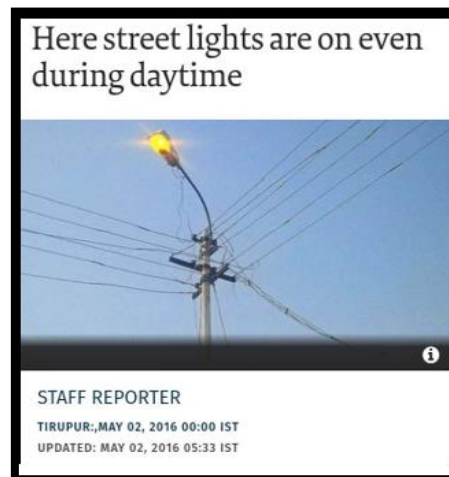 Here street lights are on even
during daytime
STAFF REPORTER
TIRUPUR:,MAY 02, 2016 00:00 IST
UPDATED: MAY 02, 2016 05:33 IST